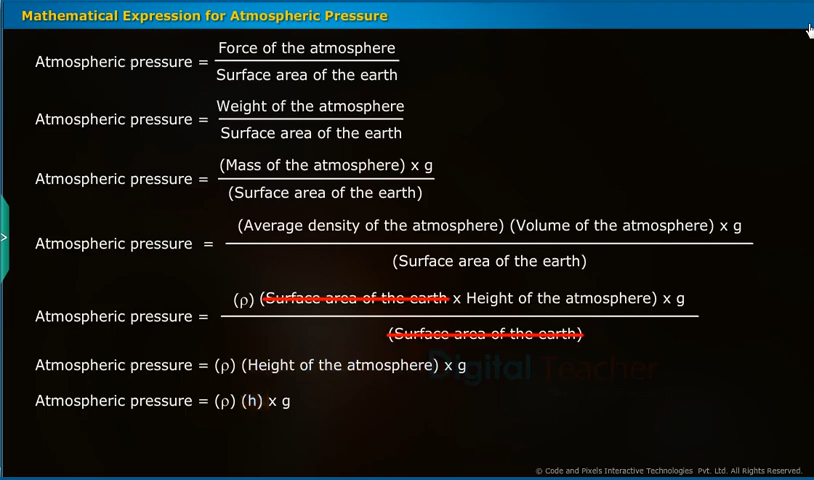 Mathematical Expression for Atmospheric Pressure
Atmospheric pressure = Force of the atmosphere
Surface area of the earth
Atmospheric pressure = Weight of the atmosphere
Surface area of the earth
Atmospheric pressure = (Mass of the atmosphere) x g
(Surface area of the earth)
Atmospheric pressure = (Average density of the atmosphere) (Volume of the atmosphere) x g
(Surface area of the earth)
Atmospheric pressure = (ρ) (Surface area of the earth x Height of the atmosphere) x g
(Surface area of the earth)
Atmospheric pressure = (ρ) (Height of the atmosphere) x g
Digital Teacher
Atmospheric pressure = (ρ) (h) x g
© Code and Pixels Interactive Technologies Pvt. Ltd. All Rights Reserved.